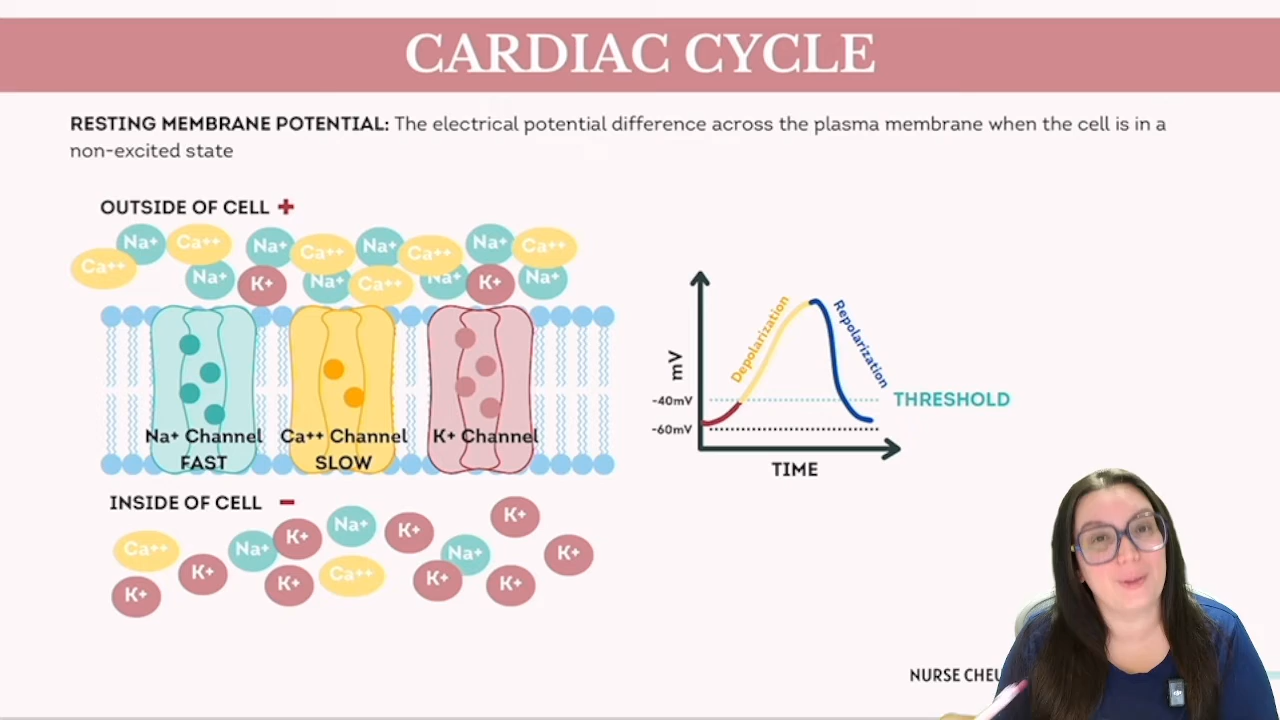 CARDIAC CYCLE
RESTING MEMBRANE POTENTIAL: The electrical potential difference across the plasma membrane when the cell is in a
non-excited state
OUTSIDE OF CELL +
Na+ Ca++ Na+ Ca++ Na+ Ca++ Na+ Ca++
Ca++ Na+ K+ Na+ Ca++ Na+ K+ Na+
Na+ Channel Ca++ Channel K+ Channel
FAST SLOW
INSIDE OF CELL -
Ca++ Na+ K+ Na+ K+ K+
K+ K+ K+ Ca++ K+ Na+ K+ K+
mV
Depolarization
Repolarization
-40mV
THRESHOLD
-60mV
TIME
NURSE